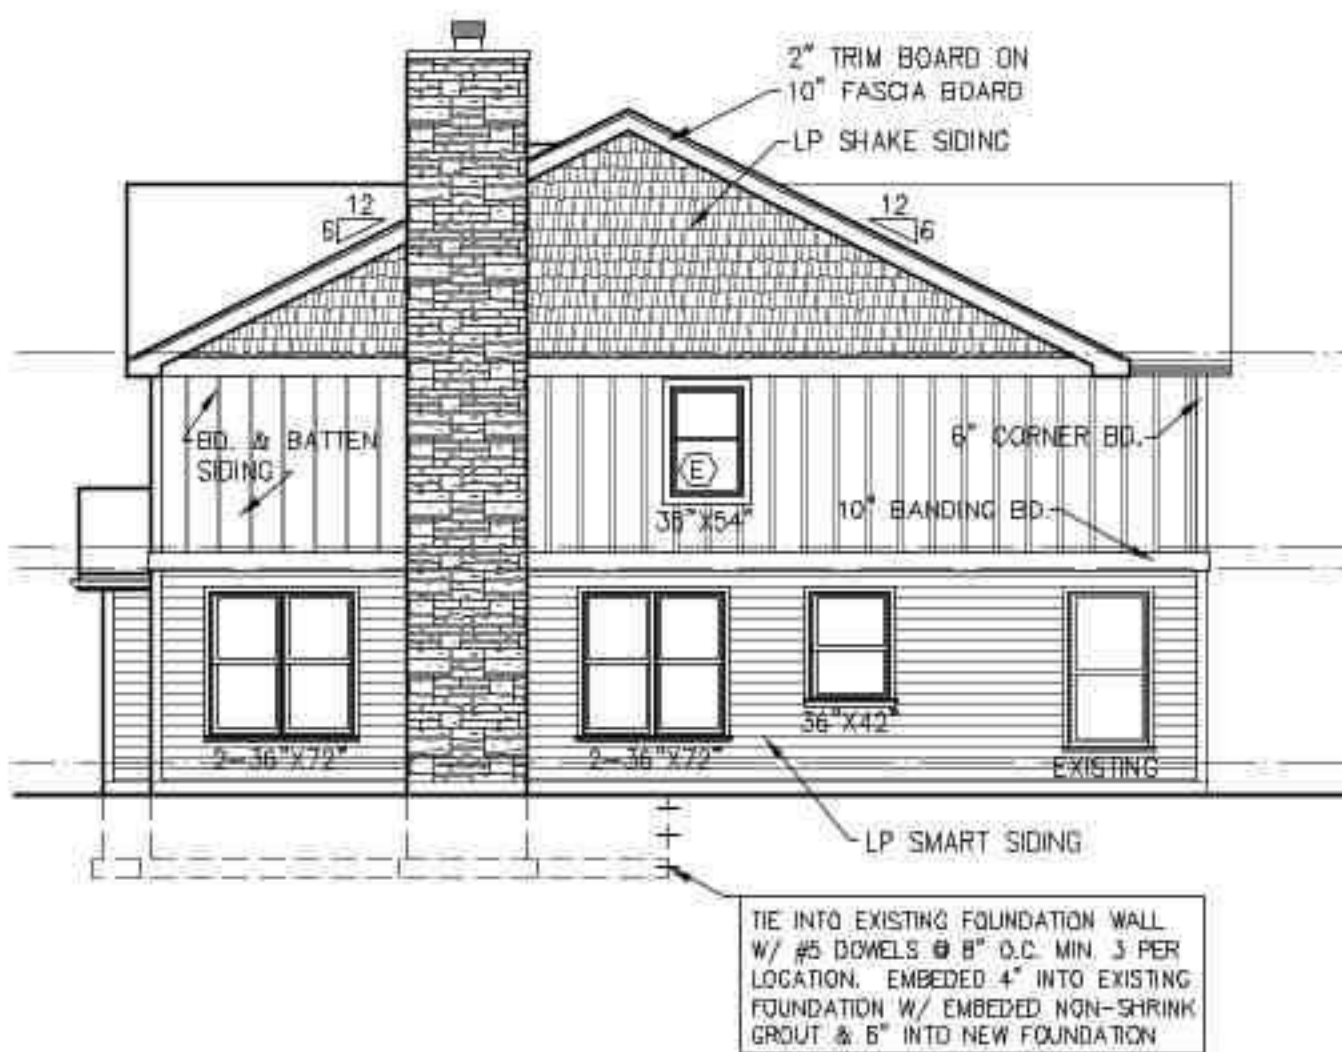 2" TRIM BOARD ON
10" FASCIA BOARD
LP SHAKE SIDING
12
6
12
6
BD. & BATTEN
SIDING
6" CORNER BD.
E
36"X54"
10" BANDING BD.
2-36"X72"
2-36"X72"
36"X42"
EXISTING
LP SMART SIDING
TIE INTO EXISTING FOUNDATION WALL
W/ #5 DOWELS @ 8" O.C. MIN. 3 PER
LOCATION. EMBEDED 4" INTO EXISTING
FOUNDATION W/ EMBEDED NON-SHRINK
GROUT & 6" INTO NEW FOUNDATION